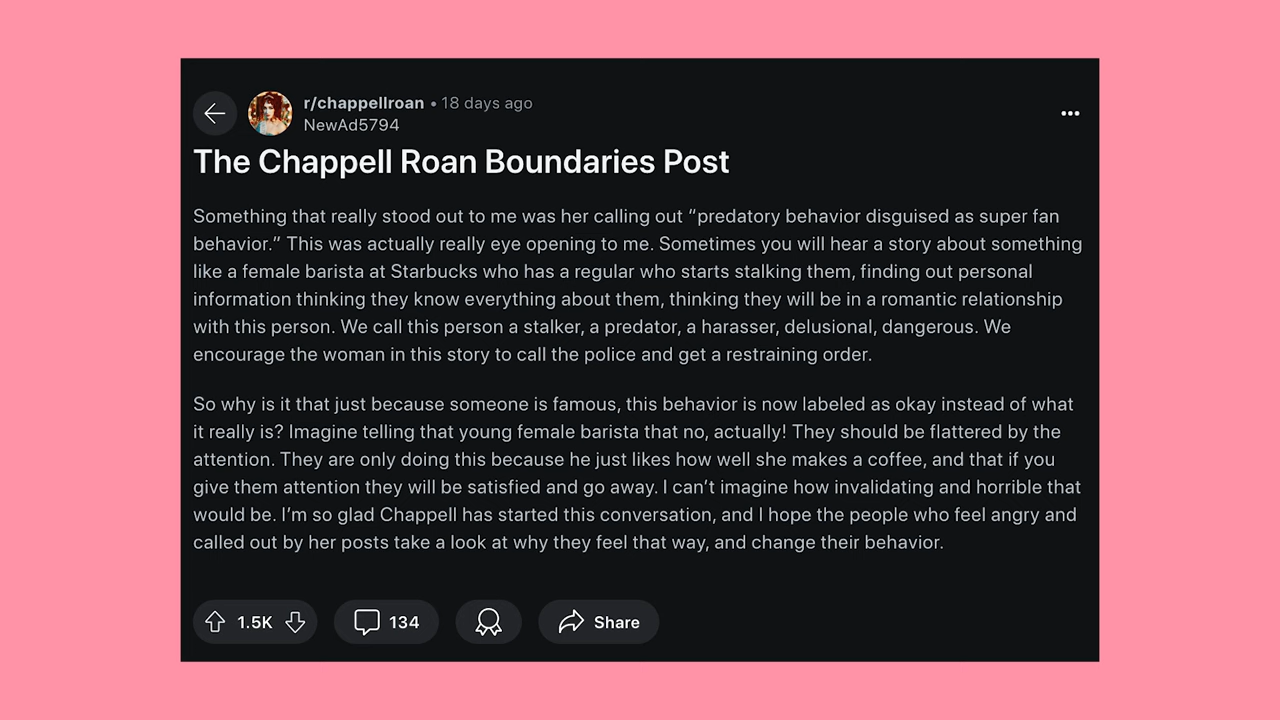 r/chappellroan • 18 days ago
NewAd5794
The Chappell Roan Boundaries Post
Something that really stood out to me was her calling out “predatory behavior disguised as super fan
behavior.” This was actually really eye opening to me. Sometimes you will hear a story about something
like a female barista at Starbucks who has a regular who starts stalking them, finding out personal
information thinking they know everything about them, thinking they will be in a romantic relationship
with this person. We call this person a stalker, a predator, a harasser, delusional, dangerous. We
encourage the woman in this story to call the police and get a restraining order.
So why is it that just because someone is famous, this behavior is now labeled as okay instead of what
it really is? Imagine telling that young female barista that no, actually! They should be flattered by the
attention. They are only doing this because he just likes how well she makes a coffee, and that if you
give them attention they will be satisfied and go away. I can’t imagine how invalidating and horrible that
would be. I’m so glad Chappell has started this conversation, and I hope the people who feel angry and
called out by her posts take a look at why they feel that way, and change their behavior.
1.5K 134 Share